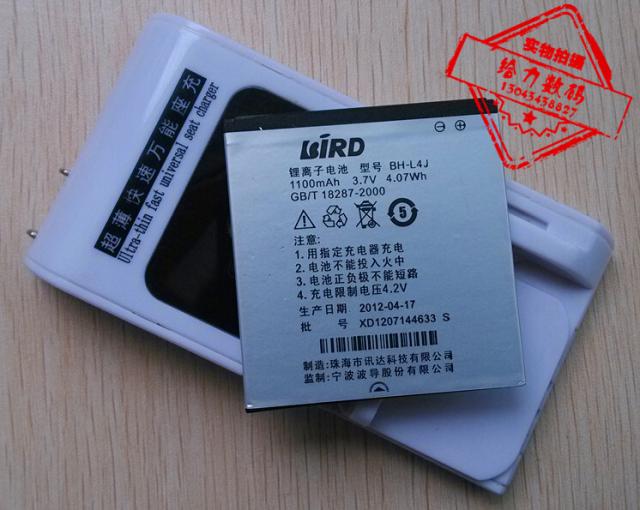 实物拍摄
给力数码
13043438627
超薄快速万能座充
Ultra-thin fast universal seat charger
BiRD
锂离子电池 型号 BH-L4J
1100mAh 3.7V 4.07Wh
GB/T 18287-2000
5
注意:
1.用指定充电器充电
2.电池不能投入火中
3.电池正负极不能短路
4.充电限制电压4.2V
生产日期 2012-04-17
批 号 XD1207144633 S
制造:珠海市讯达科技有限公司
监制:宁波波导股份有限公司